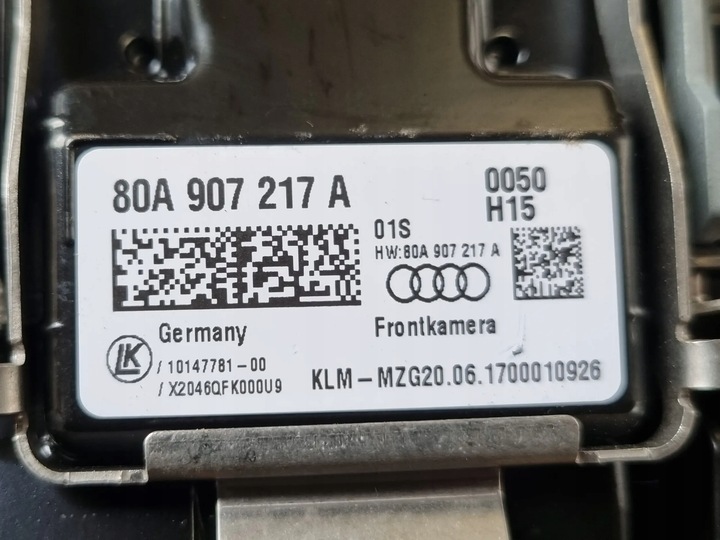 80A 907 217 A
0050
H15
01S
HW:80A 907 217 A
Germany
Frontkamera
LK
/ 10147781-00
/ X2046QFK000U9
KLM-MZG20.06.1700010926